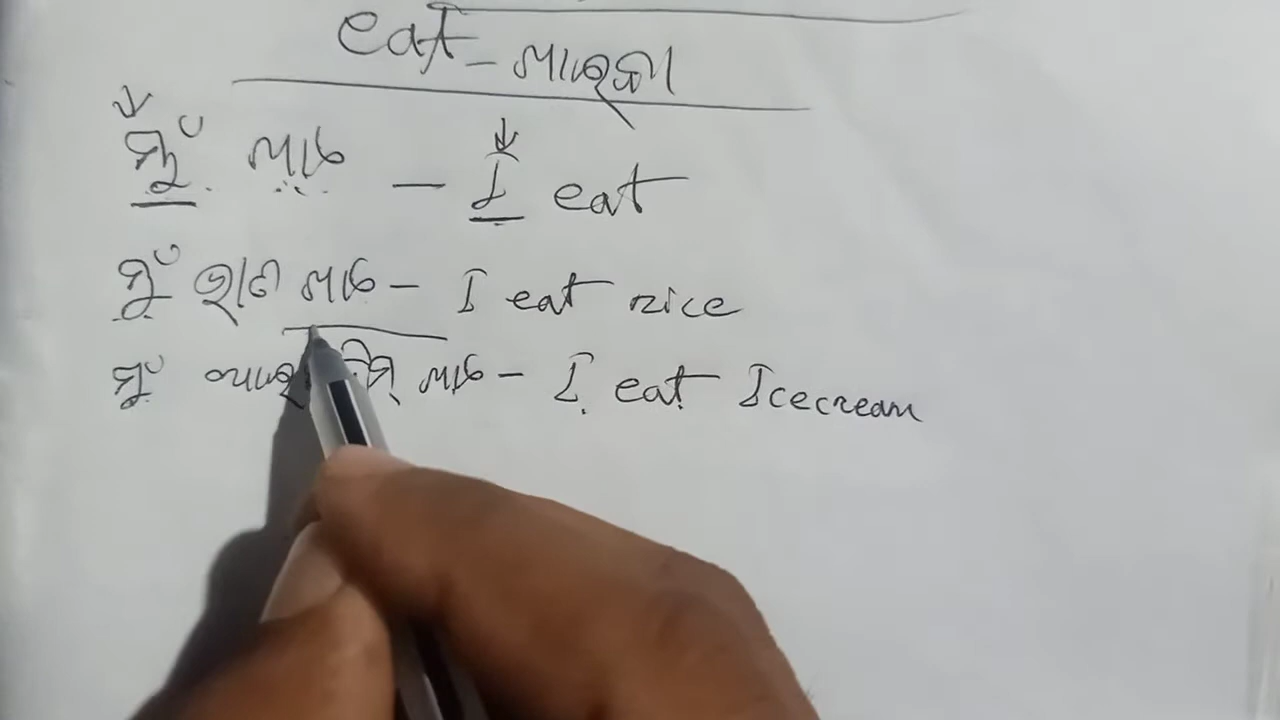 eat - ଖାଇବା
ମୁଁ ଖାଏ - I eat
ମୁଁ ଭାତ ଖାଏ - I eat rice
ମୁଁ ଖାଏ - I eat Icecream